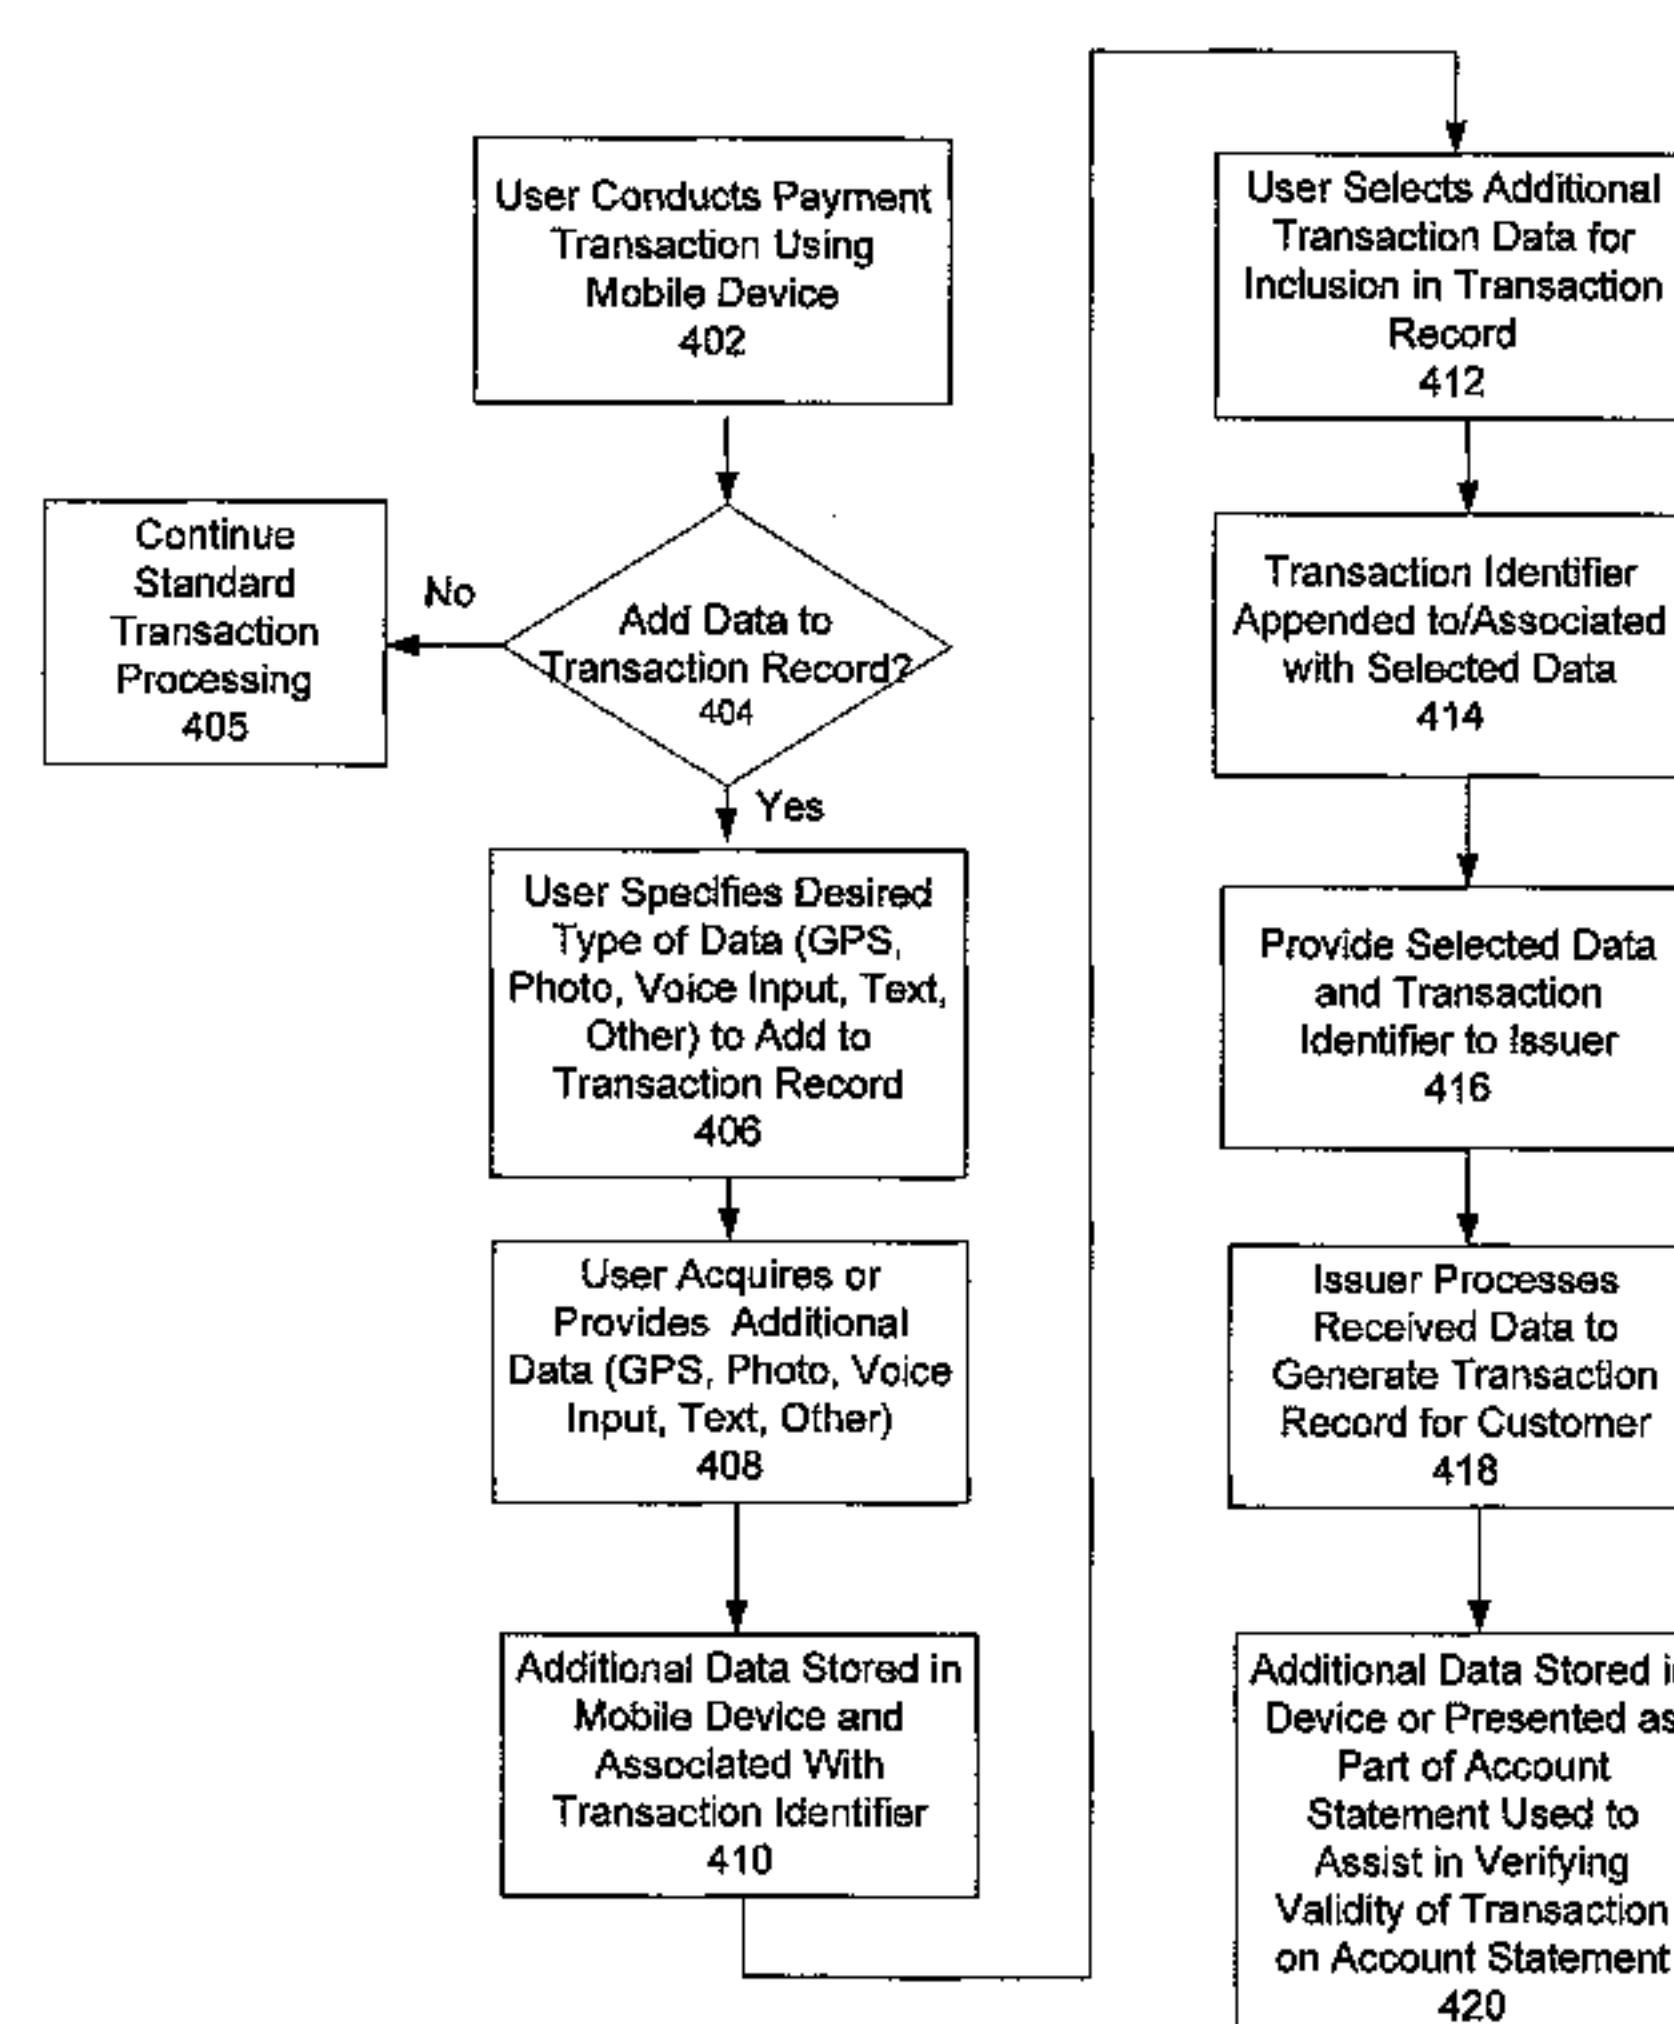 User Conducts Payment
Transaction Using
Mobile Device
402
Continue
Standard
Transaction
Processing
405
No
Add Data to
Transaction Record?
404
Yes
User Specifies Desired
Type of Data (GPS,
Photo, Voice Input, Text,
Other) to Add to
Transaction Record
406
User Acquires or
Provides Additional
Data (GPS, Photo, Voice
Input, Text, Other)
408
Additional Data Stored in
Mobile Device and
Associated With
Transaction Identifier
410
User Selects Additional
Transaction Data for
Inclusion in Transaction
Record
412
Transaction Identifier
Appended to/Associated
with Selected Data
414
Provide Selected Data
and Transaction
Identifier to Issuer
416
Issuer Processes
Received Data to
Generate Transaction
Record for Customer
418
Additional Data Stored
Device or Presented as
Part of Account
Statement Used to
Assist in Verifying
Validity of Transaction
on Account Statement
420